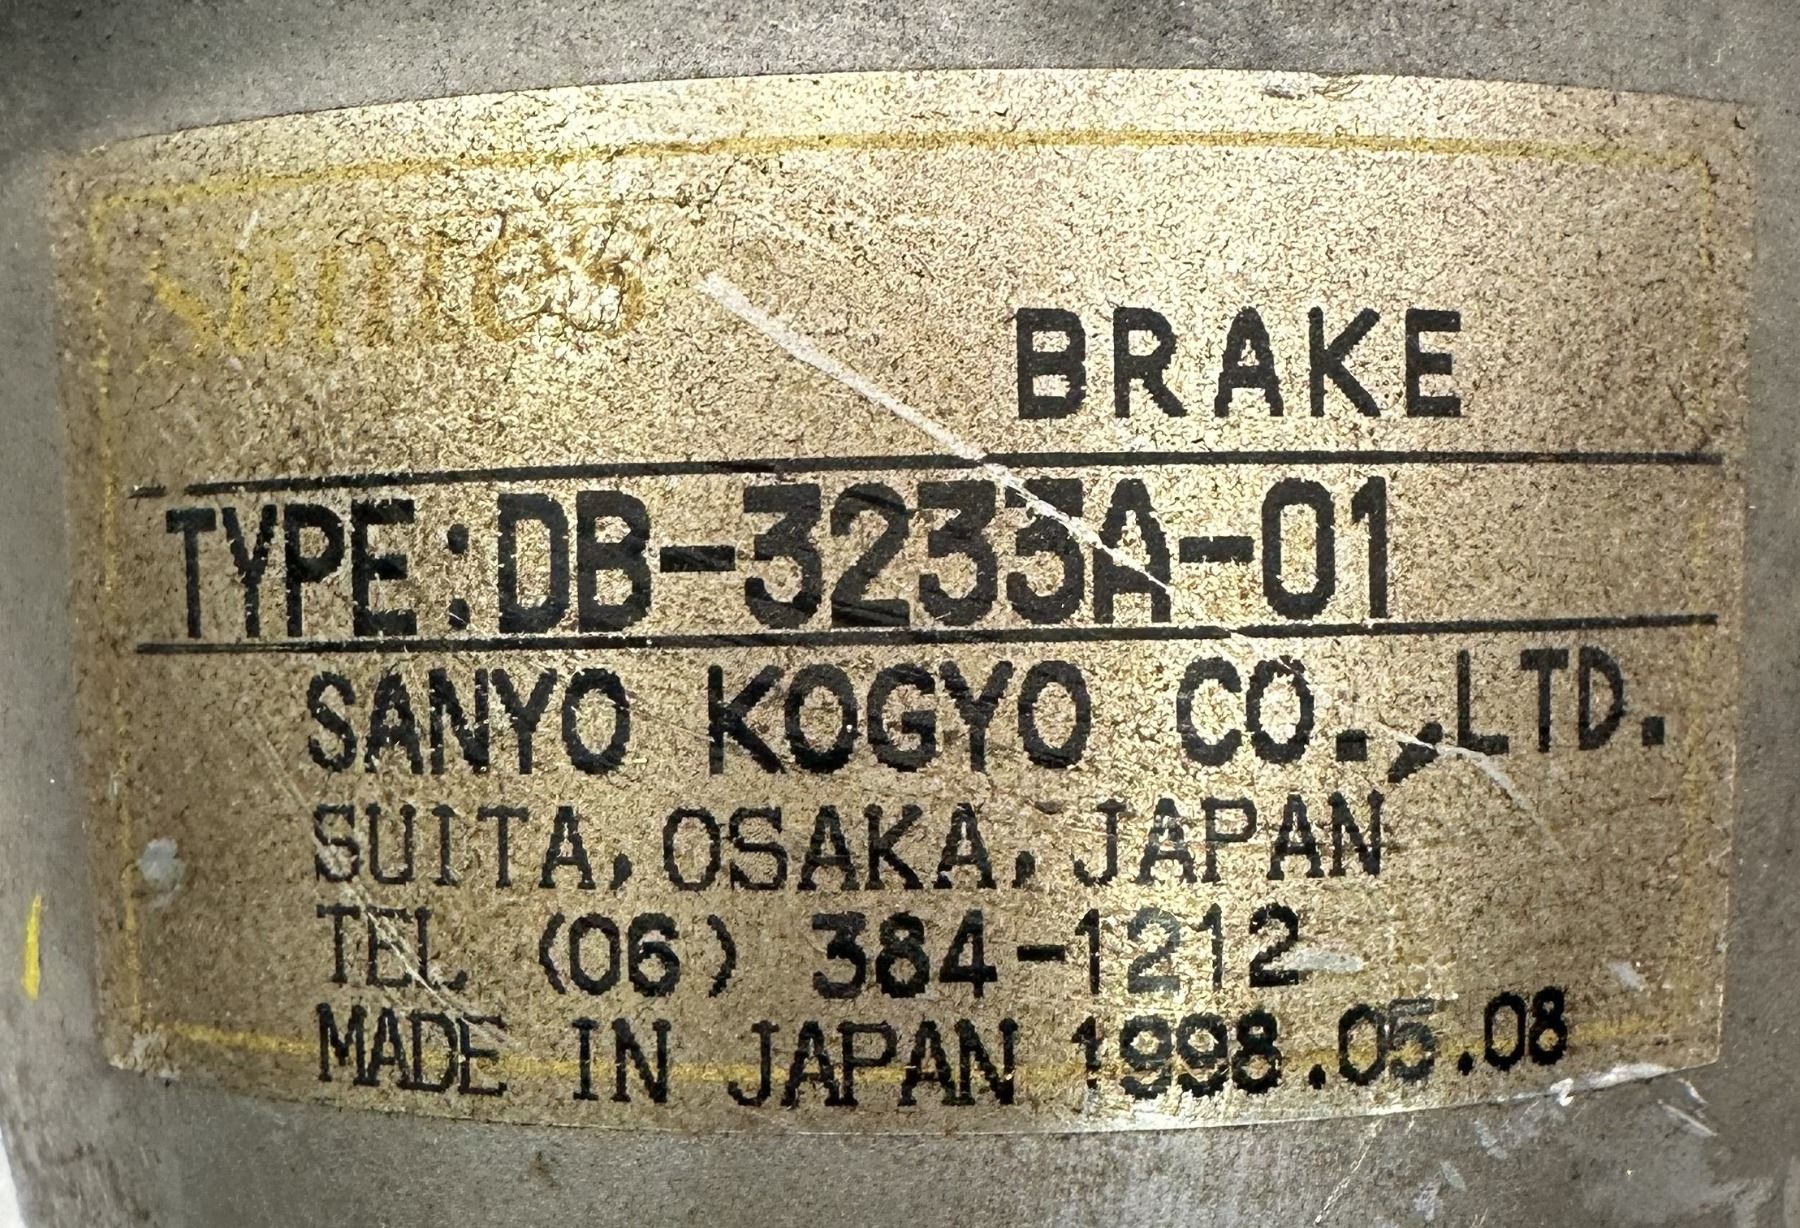 Suntes
BRAKE
TYPE:DB-3233A-01
SANYO KOGYO CO.,LTD.
SUITA,OSAKA,JAPAN
TEL (06) 384-1212
MADE IN JAPAN 1998.05.08